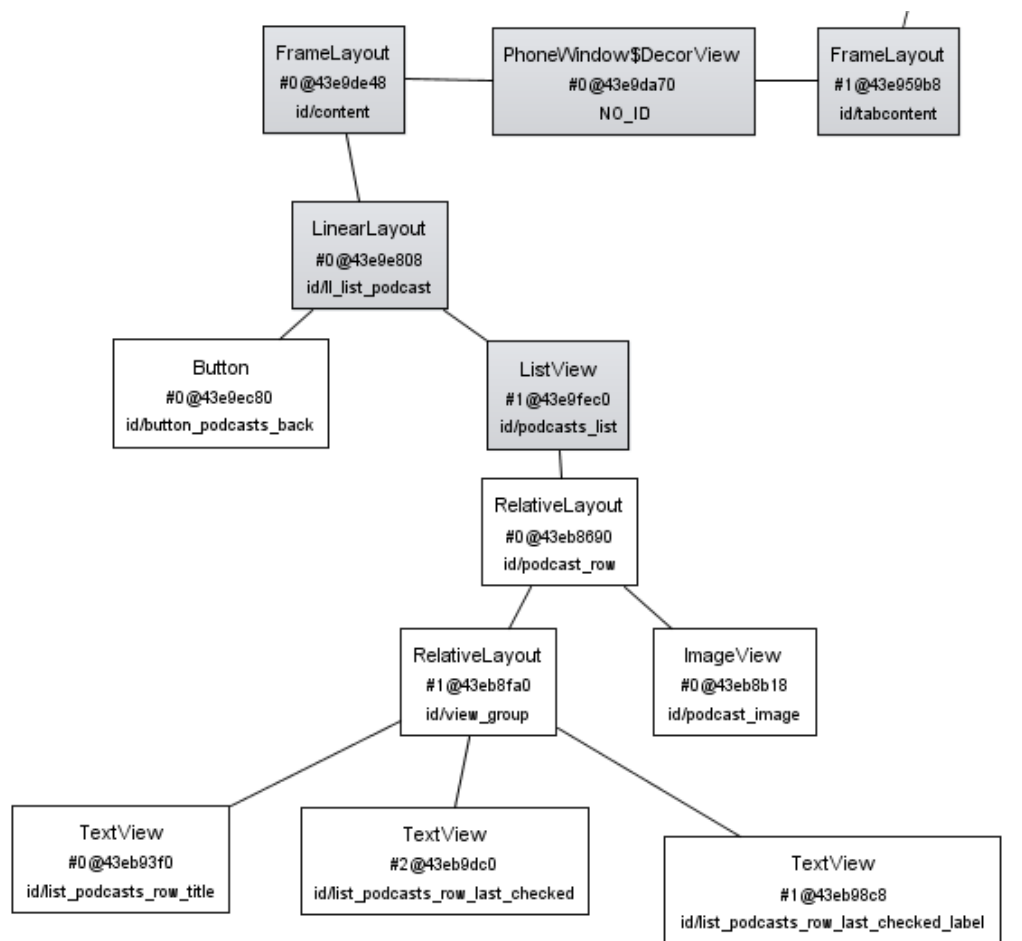 FrameLayout
#0@43e9de48
id/content
PhoneWindow$DecorView
#0@43e9da70
NO_ID
FrameLayout
#1@43e959b8
id/tabcontent
LinearLayout
#0@43e9e808
id/ll_list_podcast
Button
#0@43e9ec80
id/button_podcasts_back
ListView
#1@43e9fec0
id/podcasts_list
RelativeLayout
#0@43eb8690
id/podcast_row
RelativeLayout
#1@43eb8fa0
id/view_group
ImageView
#0@43eb8b18
id/podcast_image
TextView
#0@43eb93f0
id/list_podcasts_row_title
TextView
#2@43eb9dc0
id/list_podcasts_row_last_checked
TextView
#1@43eb98c8
id/list_podcasts_row_last_checked_label